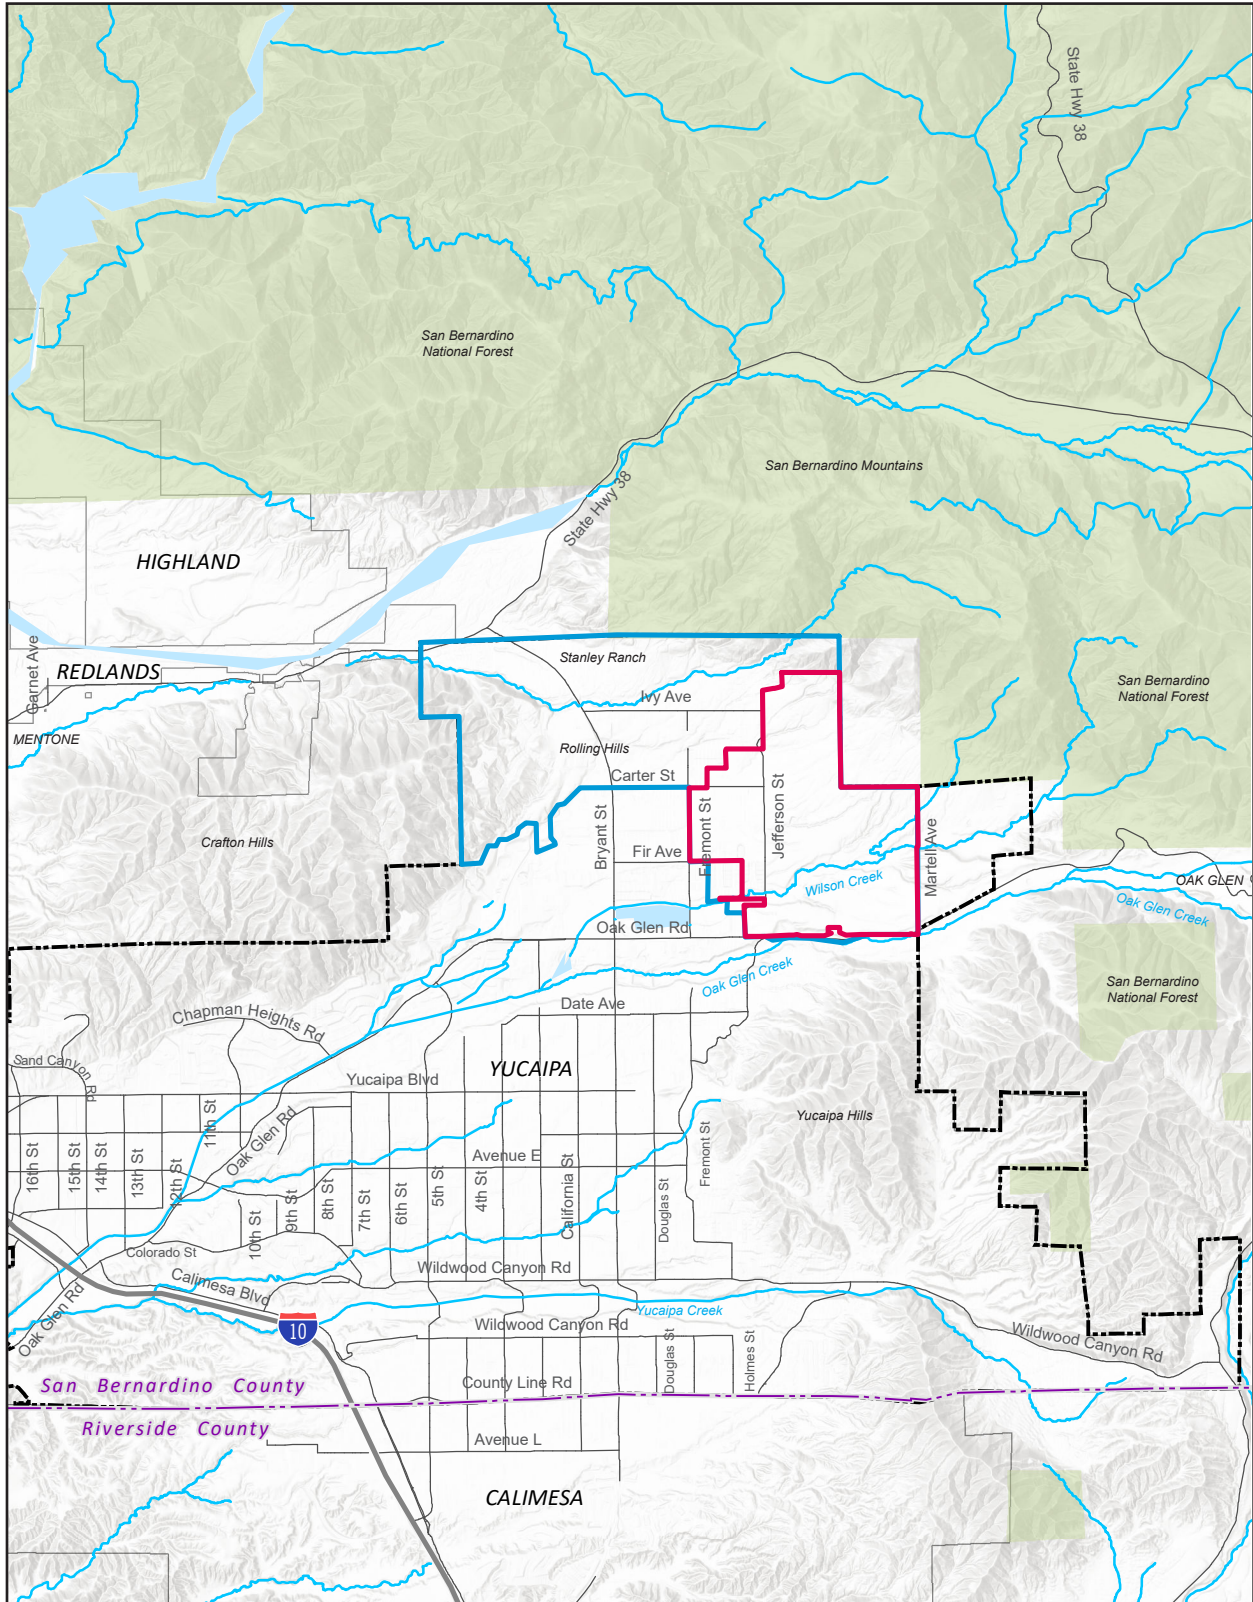 State Hwy 38
San Bernardino
National Forest
San Bernardino Mountains
State Hwy 38
HIGHLAND
Garnet Ave
REDLANDS
Stanley Ranch
San Bernardino
National Forest
Ivy Ave
MENTONE
Rolling Hills
Carter St
Jefferson St
Fremont St
Bryant St
Crafton Hills
Fir Ave
Martell Ave
Wilson Creek
OAK GLEN
Oak Glen Creek
Oak Glen Rd
Oak Glen Creek
San Bernardino
National Forest
Date Ave
Chapman Heights Rd
Sand Canyon Rd
YUCAIPA
Yucaipa Blvd
11th St
Yucaipa Hills
Oak Glen Rd
Avenue E
16th St
15th St
14th St
13th St
12th St
10th St
9th St
8th St
7th St
6th St
5th St
4th St
California St
Douglas St
Fremont St
Colorado St
Calimesa Blvd
Wildwood Canyon Rd
Oak Glen Rd
10
Yucaipa Creek
Wildwood Canyon Rd
Wildwood Canyon Rd
Douglas St
Holmes St
County Line Rd
San Bernardino County
Riverside County
Avenue L
CALIMESA